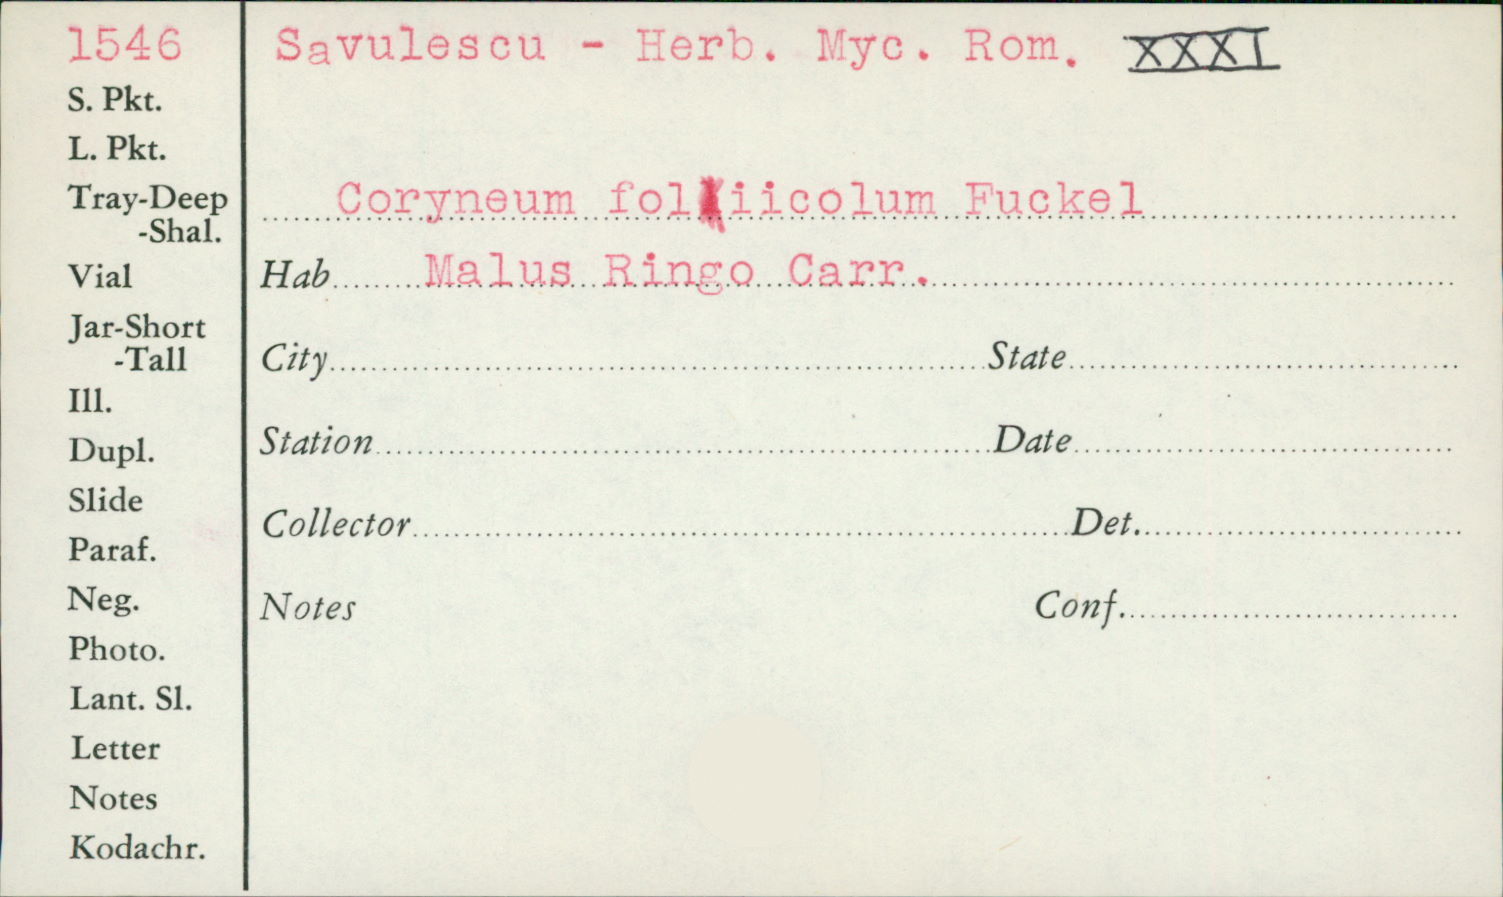 1546
Savulescu - Herb. Myc. Rom. XXXI
S. Pkt.
L. Pkt.
Tray-Deep
-Shal.
Vial
Jar-Short
-Tall
Ill.
Dupl.
Slide
Paraf.
Neg.
Photo.
Lant. Sl.
Letter
Notes
Kodachr.
Coryneum foliicolum Fuckel
Hab Malus Ringo Carr.
City State
Station Date
Collector Det.
Notes Conf.